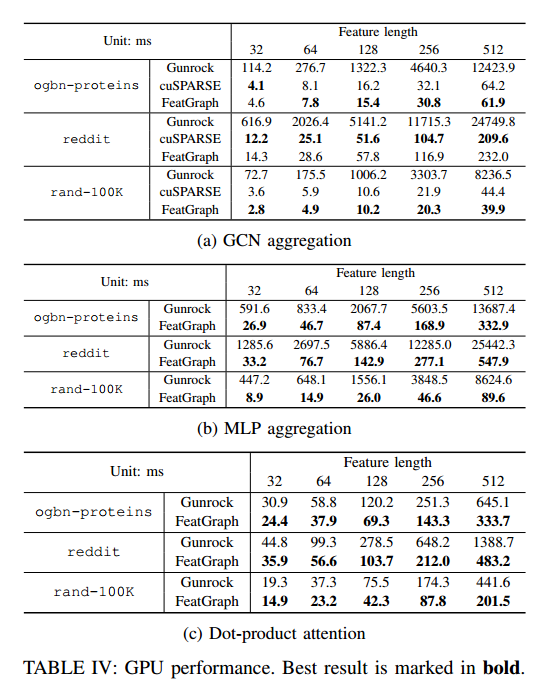 Unit: ms Feature length
32 64 128 256 512
ogbn-proteins Gunrock 114.2 276.7 1322.3 4640.3 12423.9
cuSPARSE 4.1 8.1 16.2 32.1 64.2
FeatGraph 4.6 7.8 15.4 30.8 61.9
reddit Gunrock 616.9 2026.4 5141.2 11715.3 24749.8
cuSPARSE 12.2 25.1 51.6 104.7 209.6
FeatGraph 14.3 28.6 57.8 116.9 232.0
rand-100K Gunrock 72.7 175.5 1006.2 3303.7 8236.5
cuSPARSE 3.6 5.9 10.6 21.9 44.4
FeatGraph 2.8 4.9 10.2 20.3 39.9
(a) GCN aggregation
Unit: ms Feature length
32 64 128 256 512
ogbn-proteins Gunrock 591.6 833.4 2067.7 5603.5 13687.4
FeatGraph 26.9 46.7 87.4 168.9 332.9
reddit Gunrock 1285.6 2697.5 5886.4 12285.0 25442.3
FeatGraph 33.2 76.7 142.9 277.1 547.9
rand-100K Gunrock 447.2 648.1 1556.1 3848.5 8624.6
FeatGraph 8.9 14.9 26.0 46.6 89.6
(b) MLP aggregation
Unit: ms Feature length
32 64 128 256 512
ogbn-proteins Gunrock 30.9 58.8 120.2 251.3 645.1
FeatGraph 24.4 37.9 69.3 143.3 333.7
reddit Gunrock 44.8 99.3 278.5 648.2 1388.7
FeatGraph 35.9 56.6 103.7 212.0 483.2
rand-100K Gunrock 19.3 37.3 75.5 174.3 441.6
FeatGraph 14.9 23.2 42.3 87.8 201.5
(c) Dot-product attention
TABLE IV: GPU performance. Best result is marked in bold.